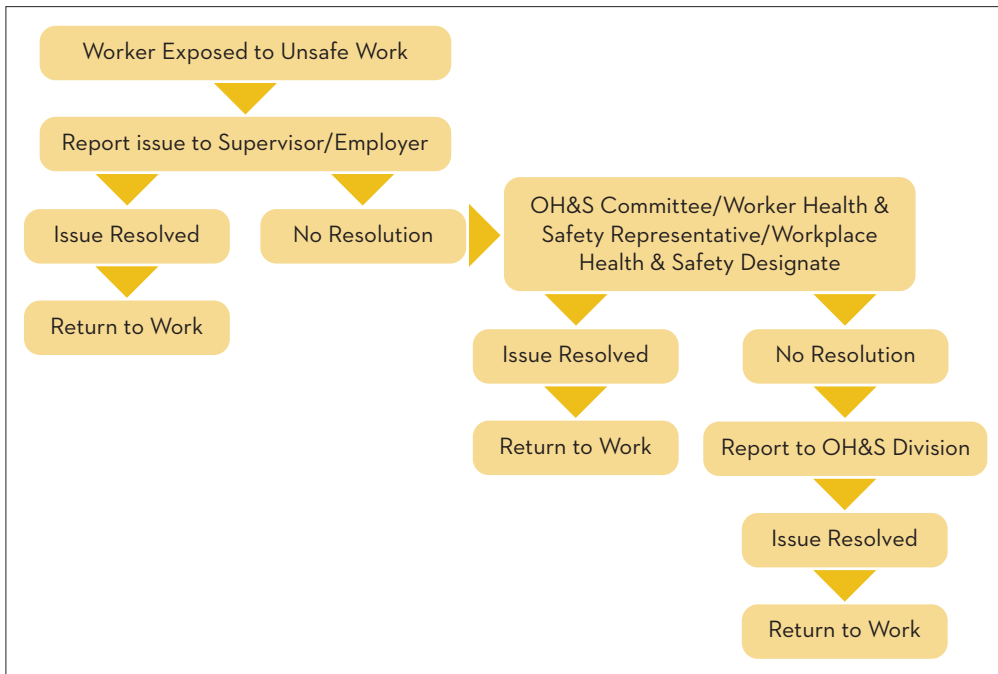 Worker Exposed to Unsafe Work
Report issue to Supervisor/Employer
Issue Resolved
No Resolution
Return to Work
OH&S Committee/Worker Health &
Safety Representative/Workplace
Health & Safety Designate
Issue Resolved
No Resolution
Return to Work
Report to OH&S Division
Issue Resolved
Return to Work